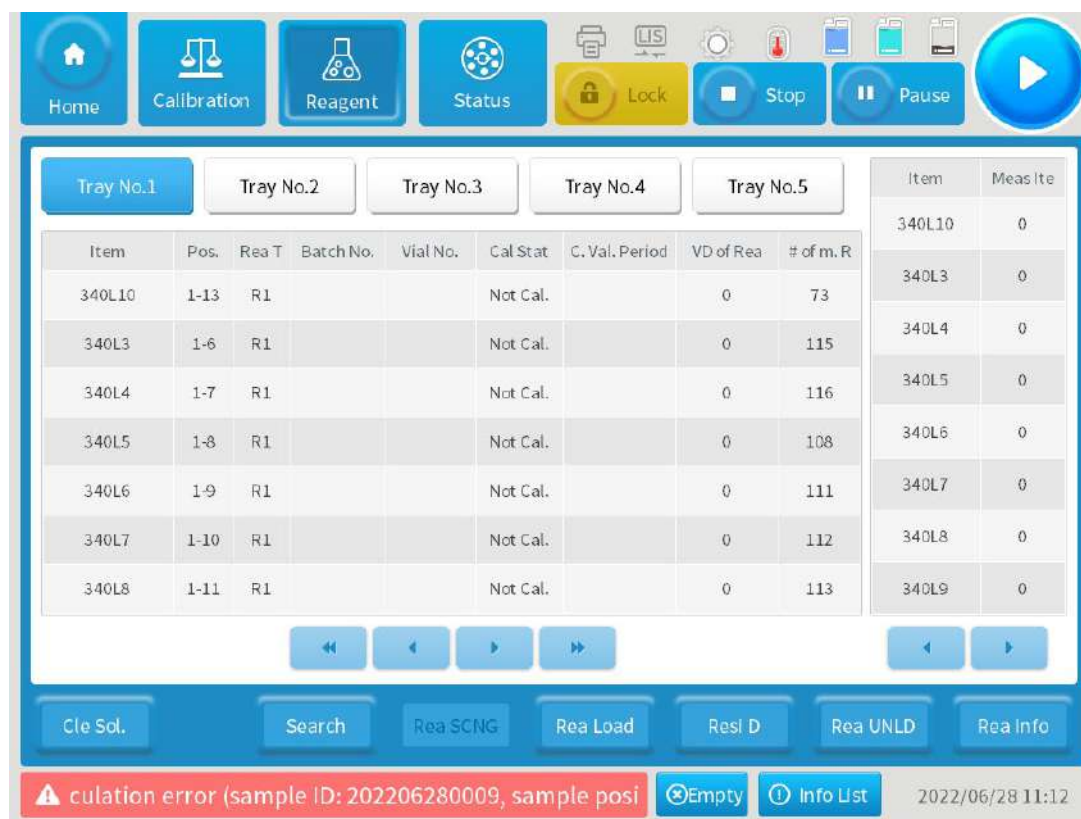 LIS
Home Calibration Reagent Status Lock Stop Pause
Tray No.1 Tray No.2 Tray No.3 Tray No.4 Tray No.5
Item Pos. Rea T Batch No. Vial No. Cal Stat C. Val. Period VD of Rea # of m. R
340L10 1-13 R1 Not Cal. 0 73
340L3 1-6 R1 Not Cal. 0 115
340L4 1-7 R1 Not Cal. 0 116
340L5 1-8 R1 Not Cal. 0 108
340L6 1-9 R1 Not Cal. 0 111
340L7 1-10 R1 Not Cal. 0 112
340L8 1-11 R1 Not Cal. 0 113
Item Meas Ite
340L10 0
340L3 0
340L4 0
340L5 0
340L6 0
340L7 0
340L8 0
340L9 0
Cle Sol. Search Rea SCNG Rea Load Resi D Rea UNLD Rea Info
culation error (sample ID: 202206280009, sample posi Empty Info List 2022/06/28 11:12